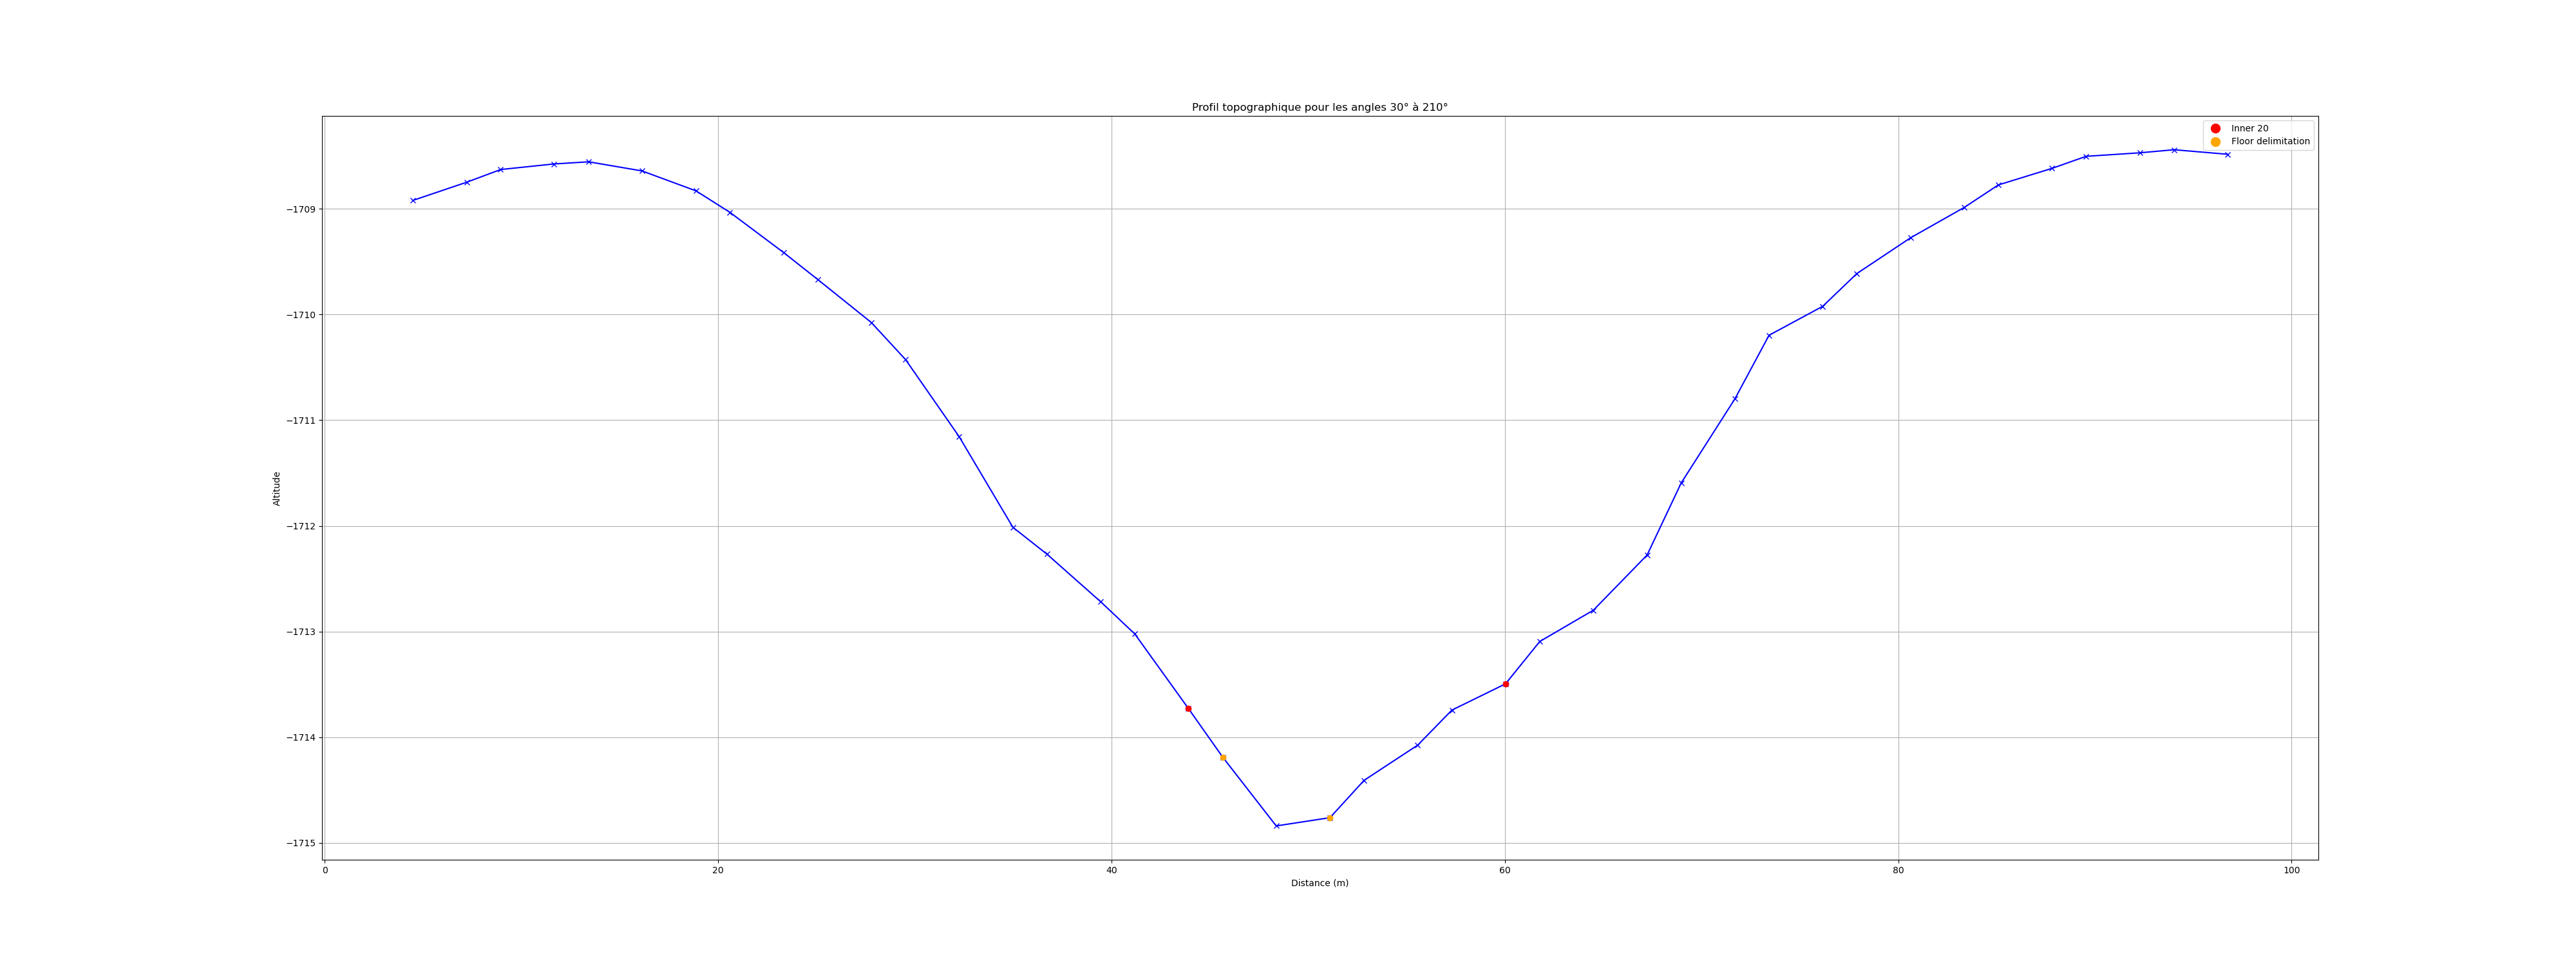 Profil topographique pour les angles 30° à 210°
Inner 20
Floor delimitation
−1709
−1710
−1711
−1712
−1713
−1714
−1715
Altitude
0 20 40 60 80 100
Distance (m)